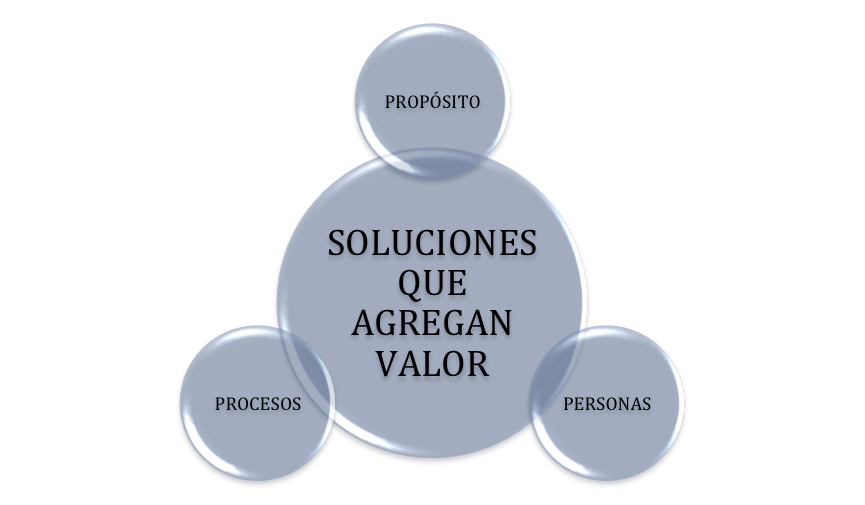 PROPÓSITO
SOLUCIONES
QUE
AGREGAN
VALOR
PROCESOS
PERSONAS